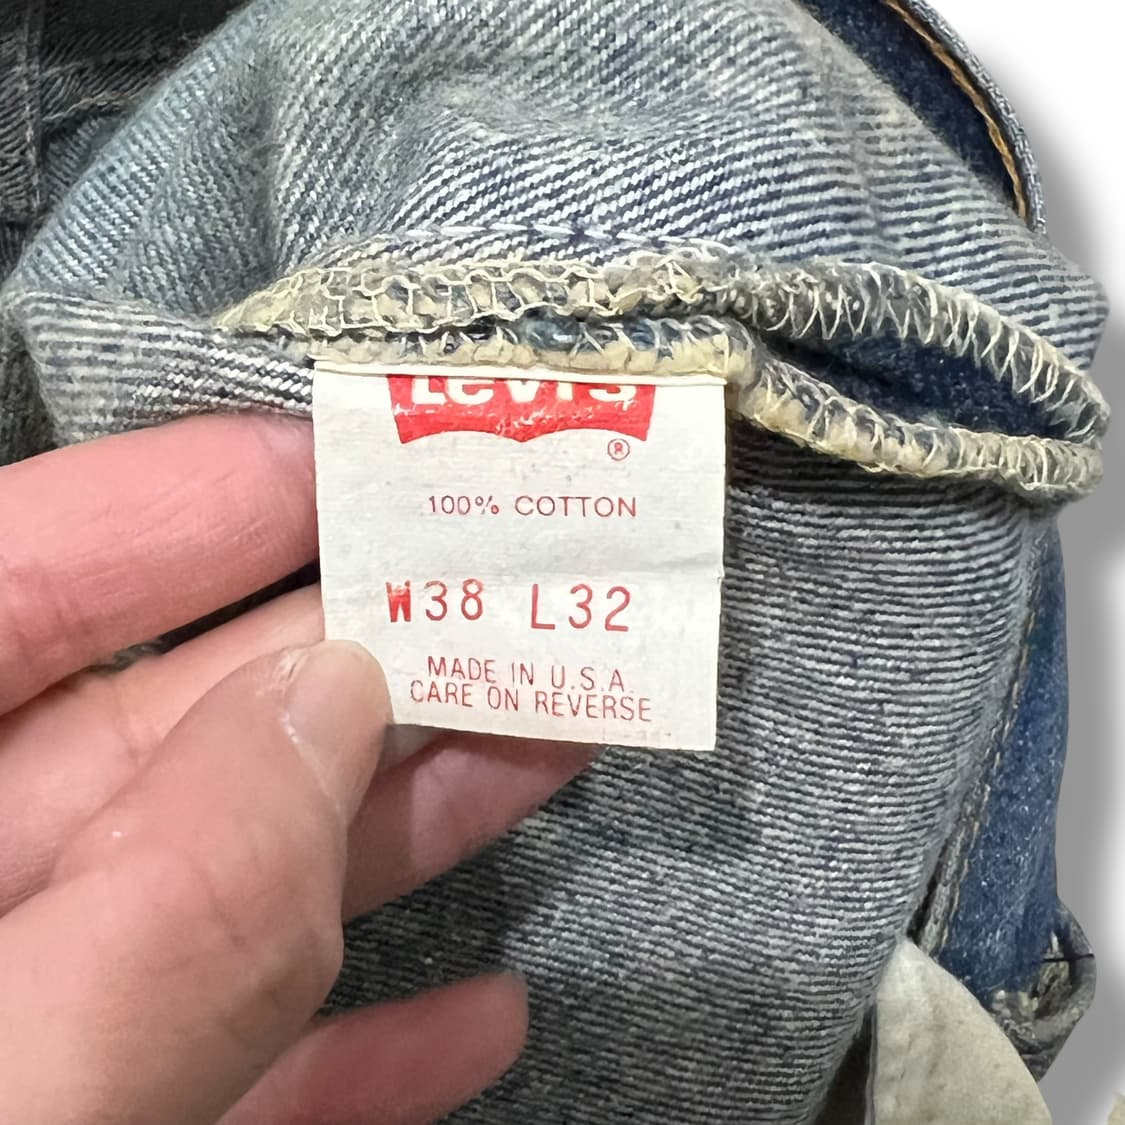 Levi's
®
100% COTTON
W38 L32
MADE IN U.S.A.
CARE ON REVERSE